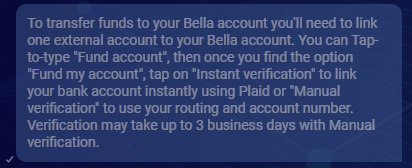 To transfer funds to your Bella account you'll need to link
one external account to your Bella account. You can Tap-
to-type "Fund account", then once you find the option
"Fund my account", tap on "Instant verification" to link
your bank account instantly using Plaid or "Manual
verification" to use your routing and account number.
Verification may take up to 3 business days with Manual
verification.